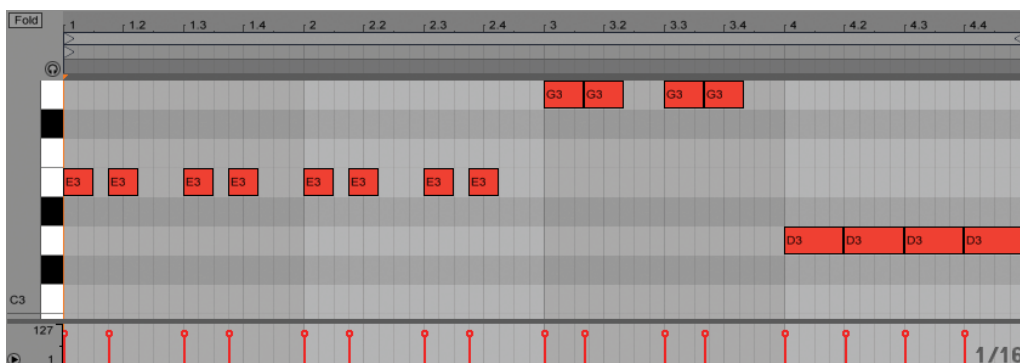 Fold 1 1.2 1.3 1.4 2 2.2 2.3 2.4 3 3.2 3.3 3.4 4 4.2 4.3 4.4
G3 G3 G3 G3
E3 E3 E3 E3 E3 E3 E3 E3
D3 D3 D3 D3
C3
127
1 1/16